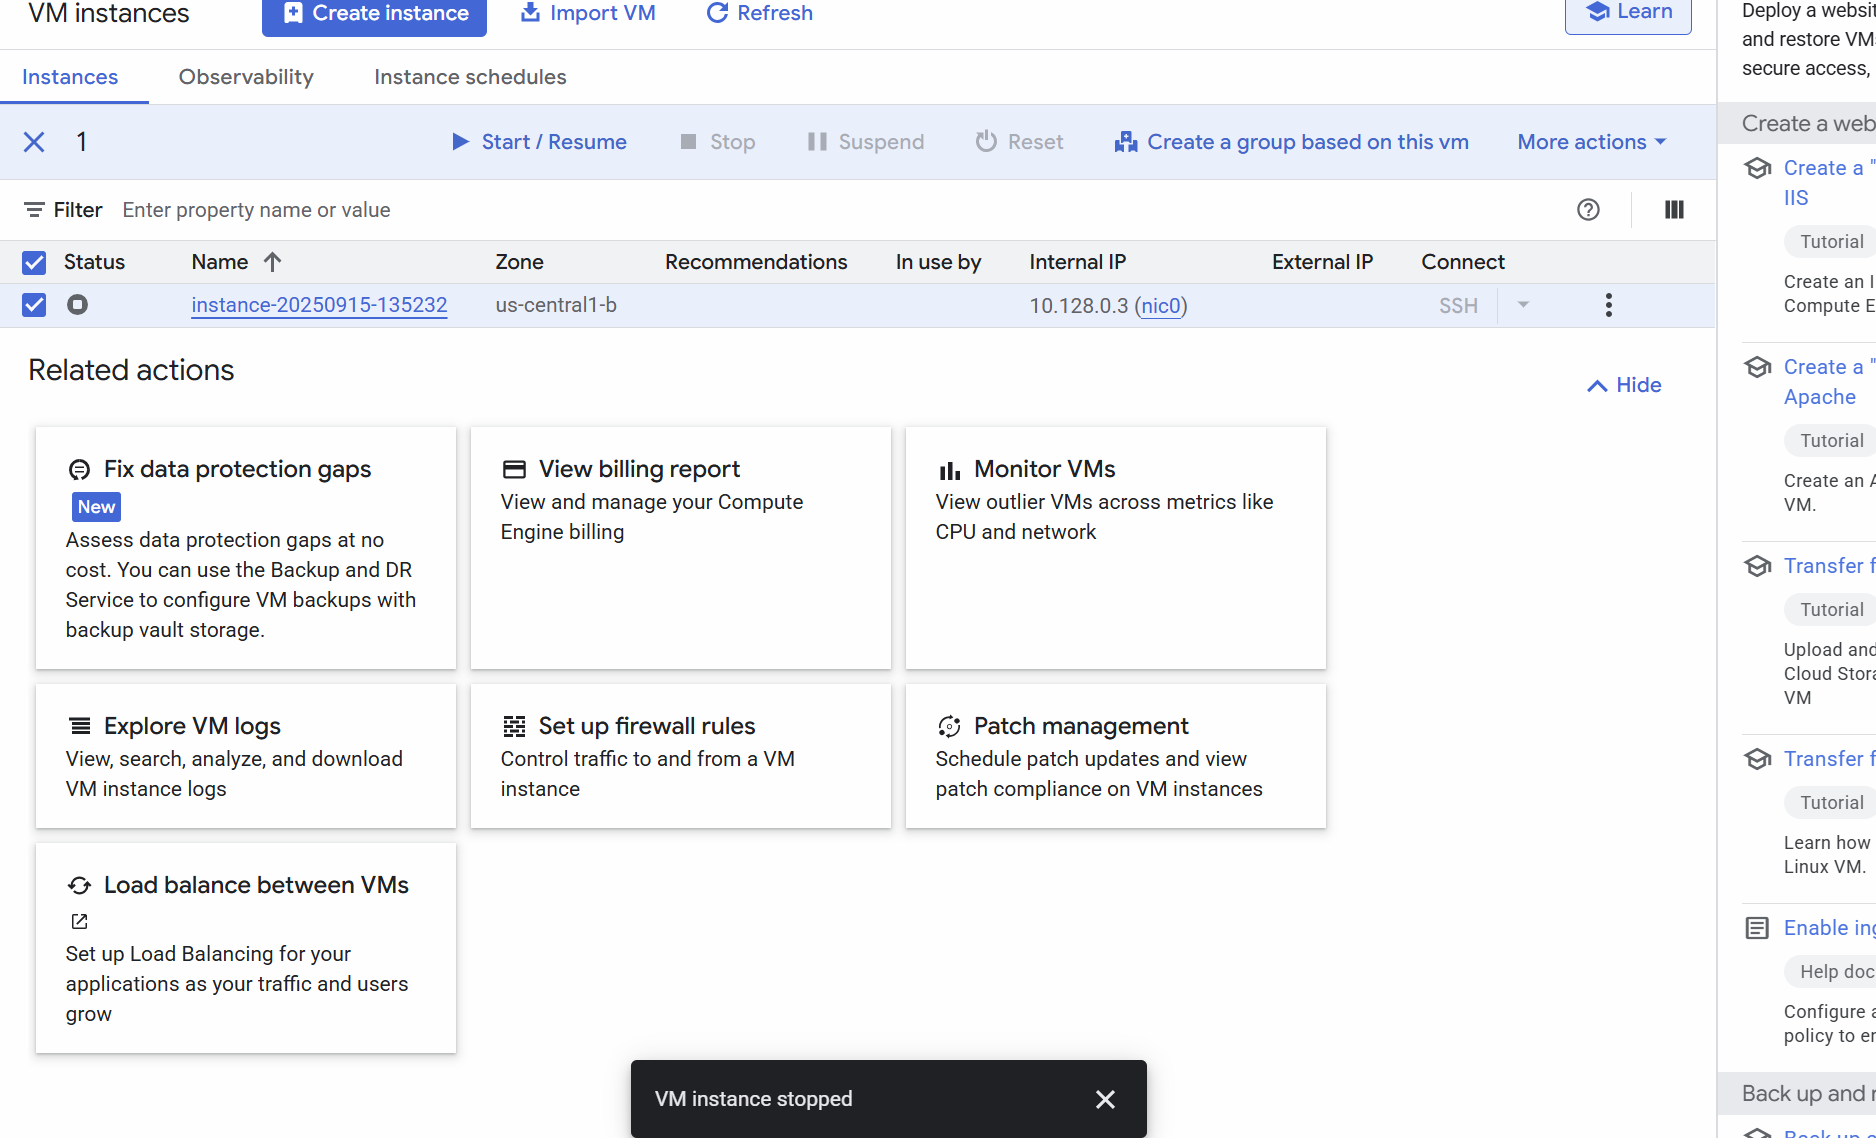 VM instances
Create instance
Import VM
Refresh
Learn
Instances
Observability
Instance schedules
1
Start / Resume
Stop
Suspend
Reset
Create a group based on this vm
More actions
Filter
Enter property name or value
Status
Name
Zone
Recommendations
In use by
Internal IP
External IP
Connect
instance-20250915-135232
us-central1-b
10.128.0.3 (nic0)
SSH
Related actions
Hide
Fix data protection gaps
New
Assess data protection gaps at no
cost. You can use the Backup and DR
Service to configure VM backups with
backup vault storage.
View billing report
View and manage your Compute
Engine billing
Monitor VMs
View outlier VMs across metrics like
CPU and network
Explore VM logs
View, search, analyze, and download
VM instance logs
Set up firewall rules
Control traffic to and from a VM
instance
Patch management
Schedule patch updates and view
patch compliance on VM instances
Load balance between VMs
Set up Load Balancing for your
applications as your traffic and users
grow
VM instance stopped
Deploy a
and restore
secure access,
Create a
Create a "
IIS
Tutorial
Create an
Compute
Create a "
Apache
Tutorial
Create an
VM.
Transfer
Tutorial
Upload and
Cloud
VM
Transfer
Tutorial
Learn how
Linux VM.
Enable
Help
Configure
policy to
Back up and
Back up